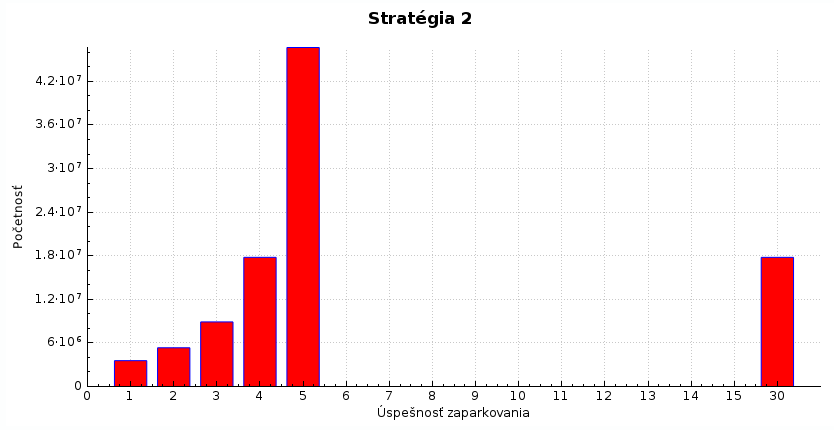 Stratégia 2
Početnosť
4.2·10⁷
3.6·10⁷
3·10⁷
2.4·10⁷
1.8·10⁷
1.2·10⁷
6·10⁶
0
0 1 2 3 4 5 6 7 8 9 10 11 12 13 14 15 30
Úspešnosť zaparkovania